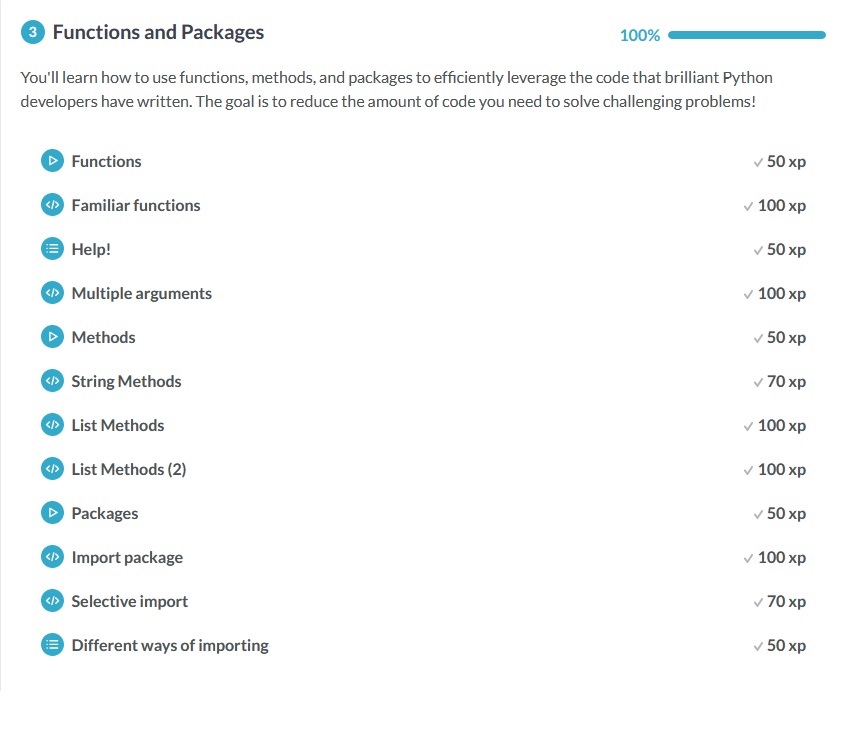 3 Functions and Packages 100%
You'll learn how to use functions, methods, and packages to efficiently leverage the code that brilliant Python
developers have written. The goal is to reduce the amount of code you need to solve challenging problems!
Functions 50 xp
Familiar functions 100 xp
Help! 50 xp
Multiple arguments 100 xp
Methods 50 xp
String Methods 70 xp
List Methods 100 xp
List Methods (2) 100 xp
Packages 50 xp
Import package 100 xp
Selective import 70 xp
Different ways of importing 50 xp